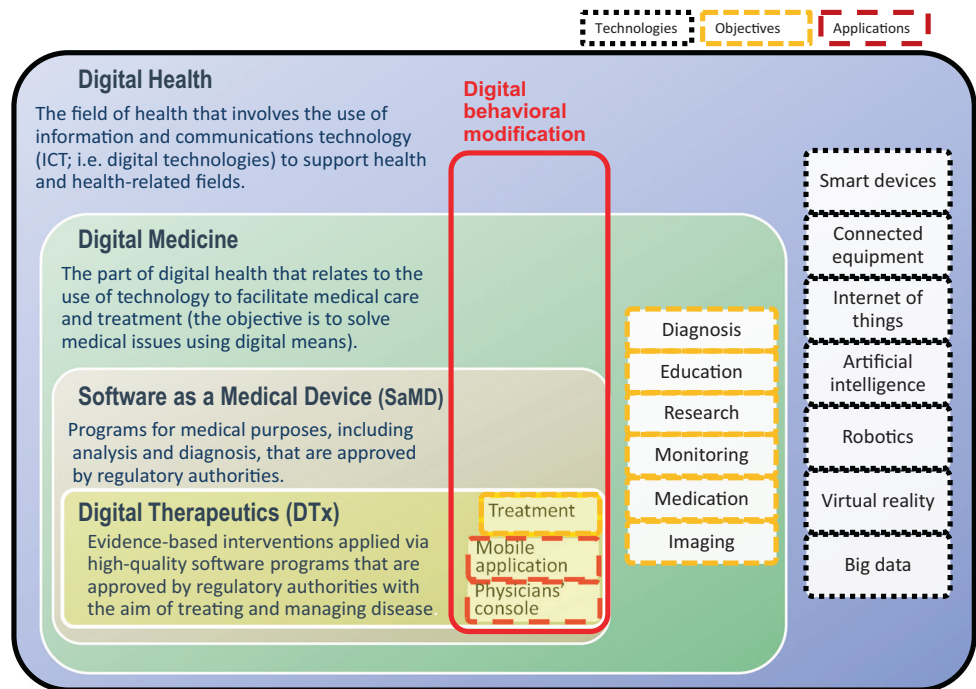 Technologies
Objectives
Applications
Digital Health
The field of health that involves the use of
information and communications technology
(ICT; i.e. digital technologies) to support health
and health-related fields.
Digital
behavioral
modification
Digital Medicine
The part of digital health that relates to the
use of technology to facilitate medical care
and treatment (the objective is to solve
medical issues using digital means).
Software as a Medical Device (SaMD)
Programs for medical purposes, including
analysis and diagnosis, that are approved
by regulatory authorities.
Digital Therapeutics (DTx)
Evidence-based interventions applied via
high-quality software programs that are
approved by regulatory authorities with
the aim of treating and managing disease.
Treatment
Mobile
application
Physicians’
console
Diagnosis
Education
Research
Monitoring
Medication
Imaging
Smart devices
Connected
equipment
Internet of
things
Artificial
intelligence
Robotics
Virtual reality
Big data